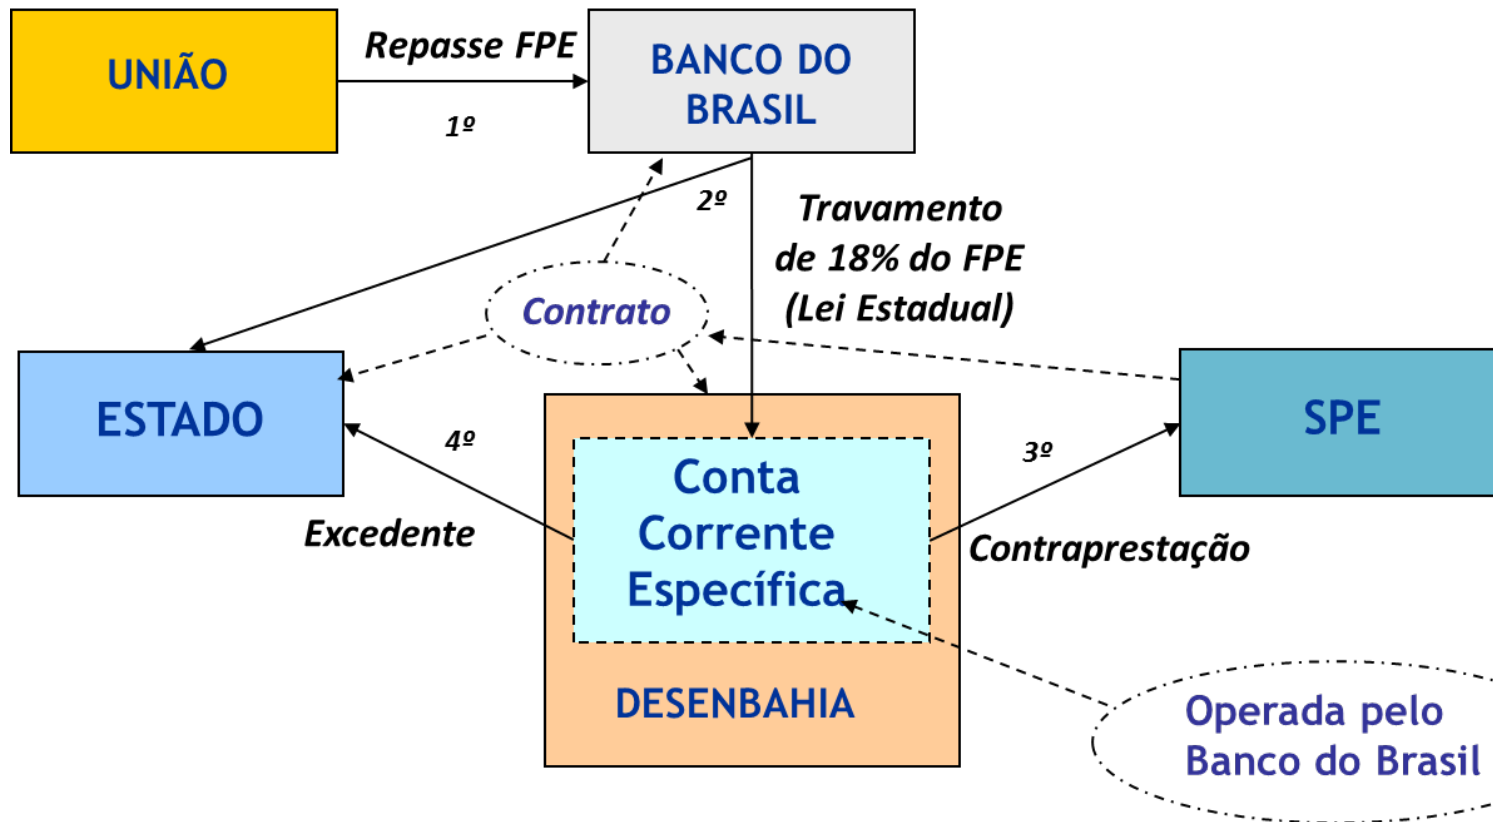 UNIÃO
Repasse FPE
1º
BANCO DO
BRASIL
2º
Travamento
de 18% do FPE
(Lei Estadual)
Contrato
ESTADO
SPE
4º
3º
Conta
Corrente
Específica
Excedente
Contraprestação
DESENBAHIA
Operada pelo
Banco do Brasil